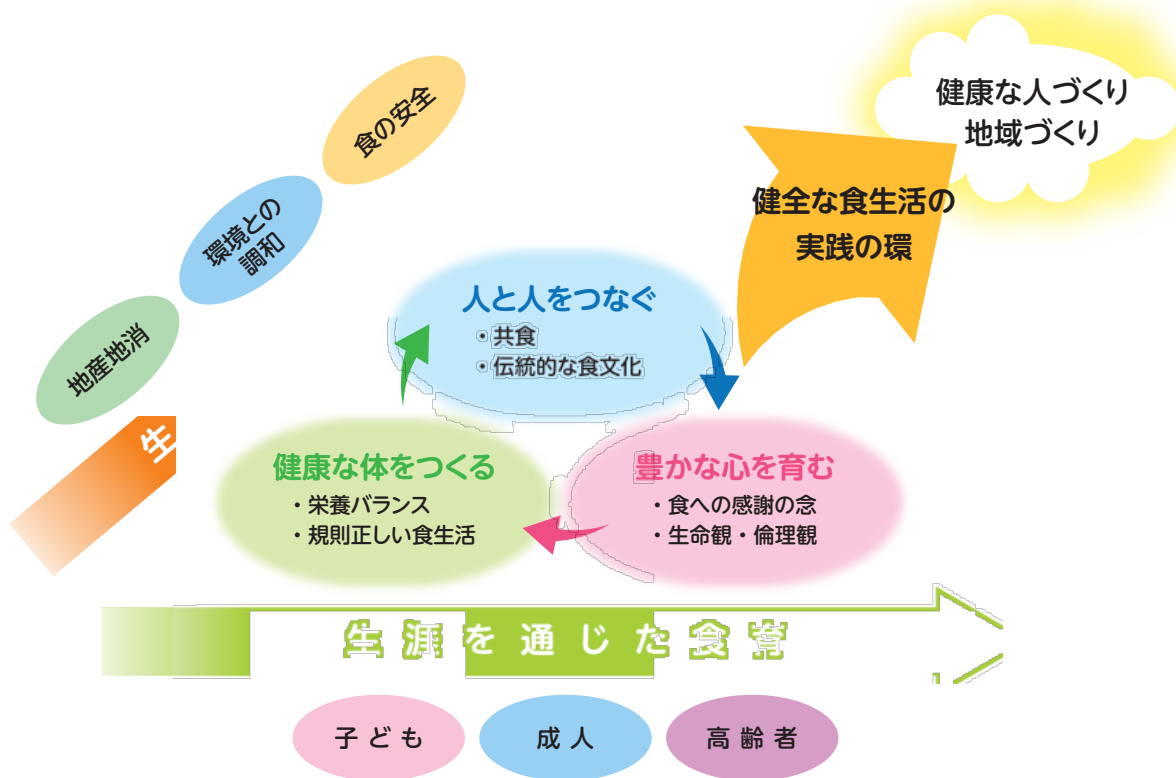 健康な人づくり
地域づくり
食の安全
環境との
調和
地産地消
生
健全な食生活の
実践の環
人と人をつなぐ
・共食
・伝統的な食文化
健康な体をつくる
・栄養バランス
・規則正しい食生活
豊かな心を育む
・食への感謝の念
・生命観・倫理観
生涯を通じた食育
子ども
成人
高齢者